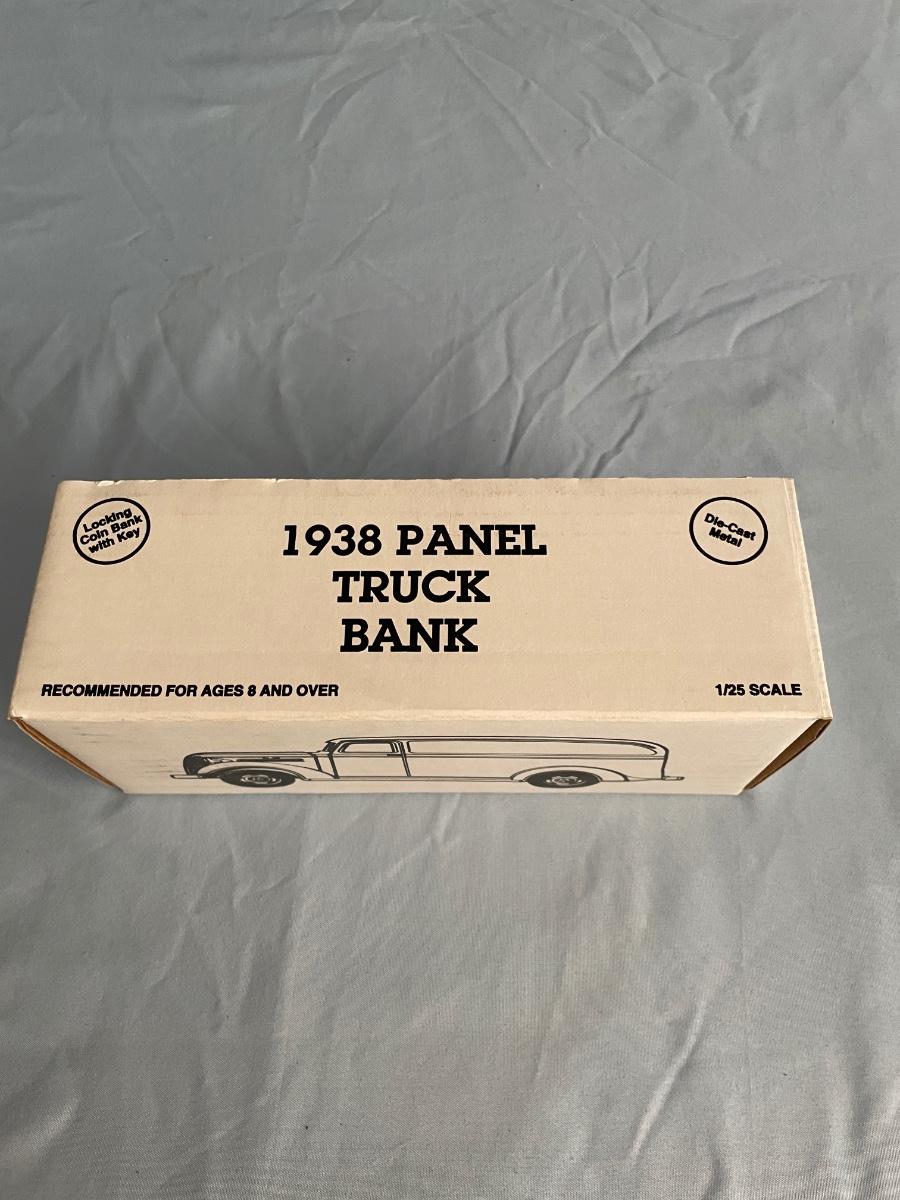 Locking
Coin Bank
with Key
1938 PANEL
TRUCK
BANK
Die-Cast
Metal
RECOMMENDED FOR AGES 8 AND OVER
1/25 SCALE